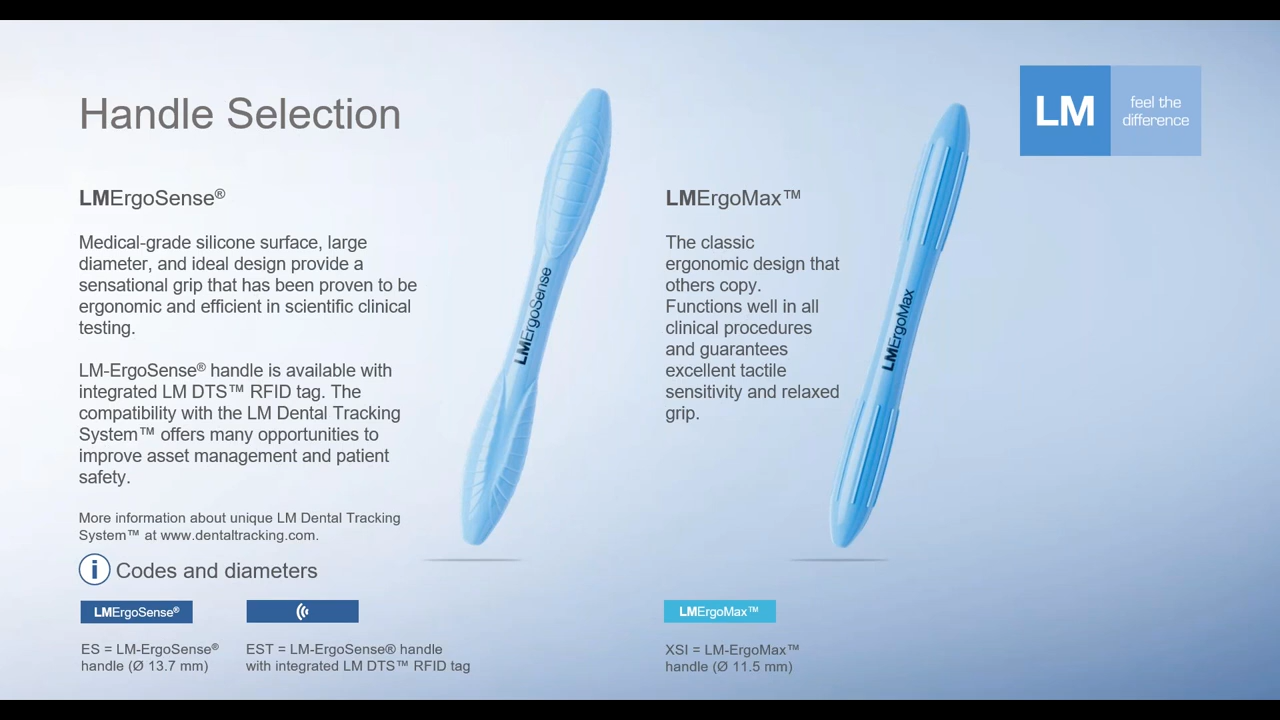 Handle Selection
LM
feel the
difference
LMErgoSense®
Medical-grade silicone surface, large
diameter, and ideal design provide a
sensational grip that has been proven to be
ergonomic and efficient in scientific clinical
testing.
LM-ErgoSense® handle is available with
integrated LM DTS™ RFID tag. The
compatibility with the LM Dental Tracking
System™ offers many opportunities to
improve asset management and patient
safety.
More information about unique LM Dental Tracking
System™ at www.dentaltracking.com.
LMErgoSense
LMErgoMax™
The classic
ergonomic design that
others copy.
Functions well in all
clinical procedures
and guarantees
excellent tactile
sensitivity and relaxed
grip.
LMErgoMax
i Codes and diameters
LMErgoSense®
ES = LM-ErgoSense®
handle (Ø 13.7 mm)
EST = LM-ErgoSense® handle
with integrated LM DTS™ RFID tag
LMErgoMax™
XSI = LM-ErgoMax™
handle (Ø 11.5 mm)